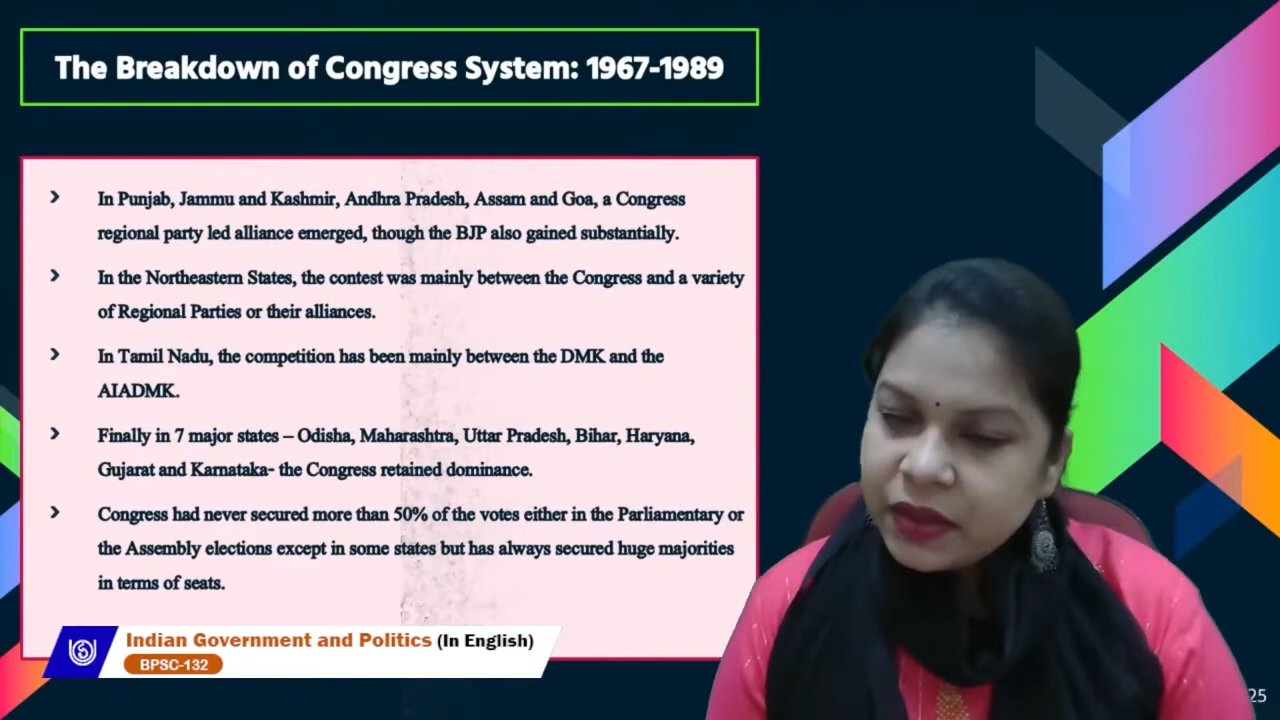 The Breakdown of Congress System: 1967-1989
In Punjab, Jammu and Kashmir, Andhra Pradesh, Assam and Goa, a Congress
regional party led alliance emerged, though the BJP also gained substantially.
In the Northeastern States, the contest was mainly between the Congress and a variety
of Regional Parties or their alliances.
In Tamil Nadu, the competition has been mainly between the DMK and the
AIADMK.
Finally in 7 major states – Odisha, Maharashtra, Uttar Pradesh, Bihar, Haryana,
Gujarat and Karnataka- the Congress retained dominance.
Congress had never secured more than 50% of the votes either in the Parliamentary or
the Assembly elections except in some states but has always secured huge majorities
in terms of seats.
Indian Government and Politics (In English)
BPSC-132
25